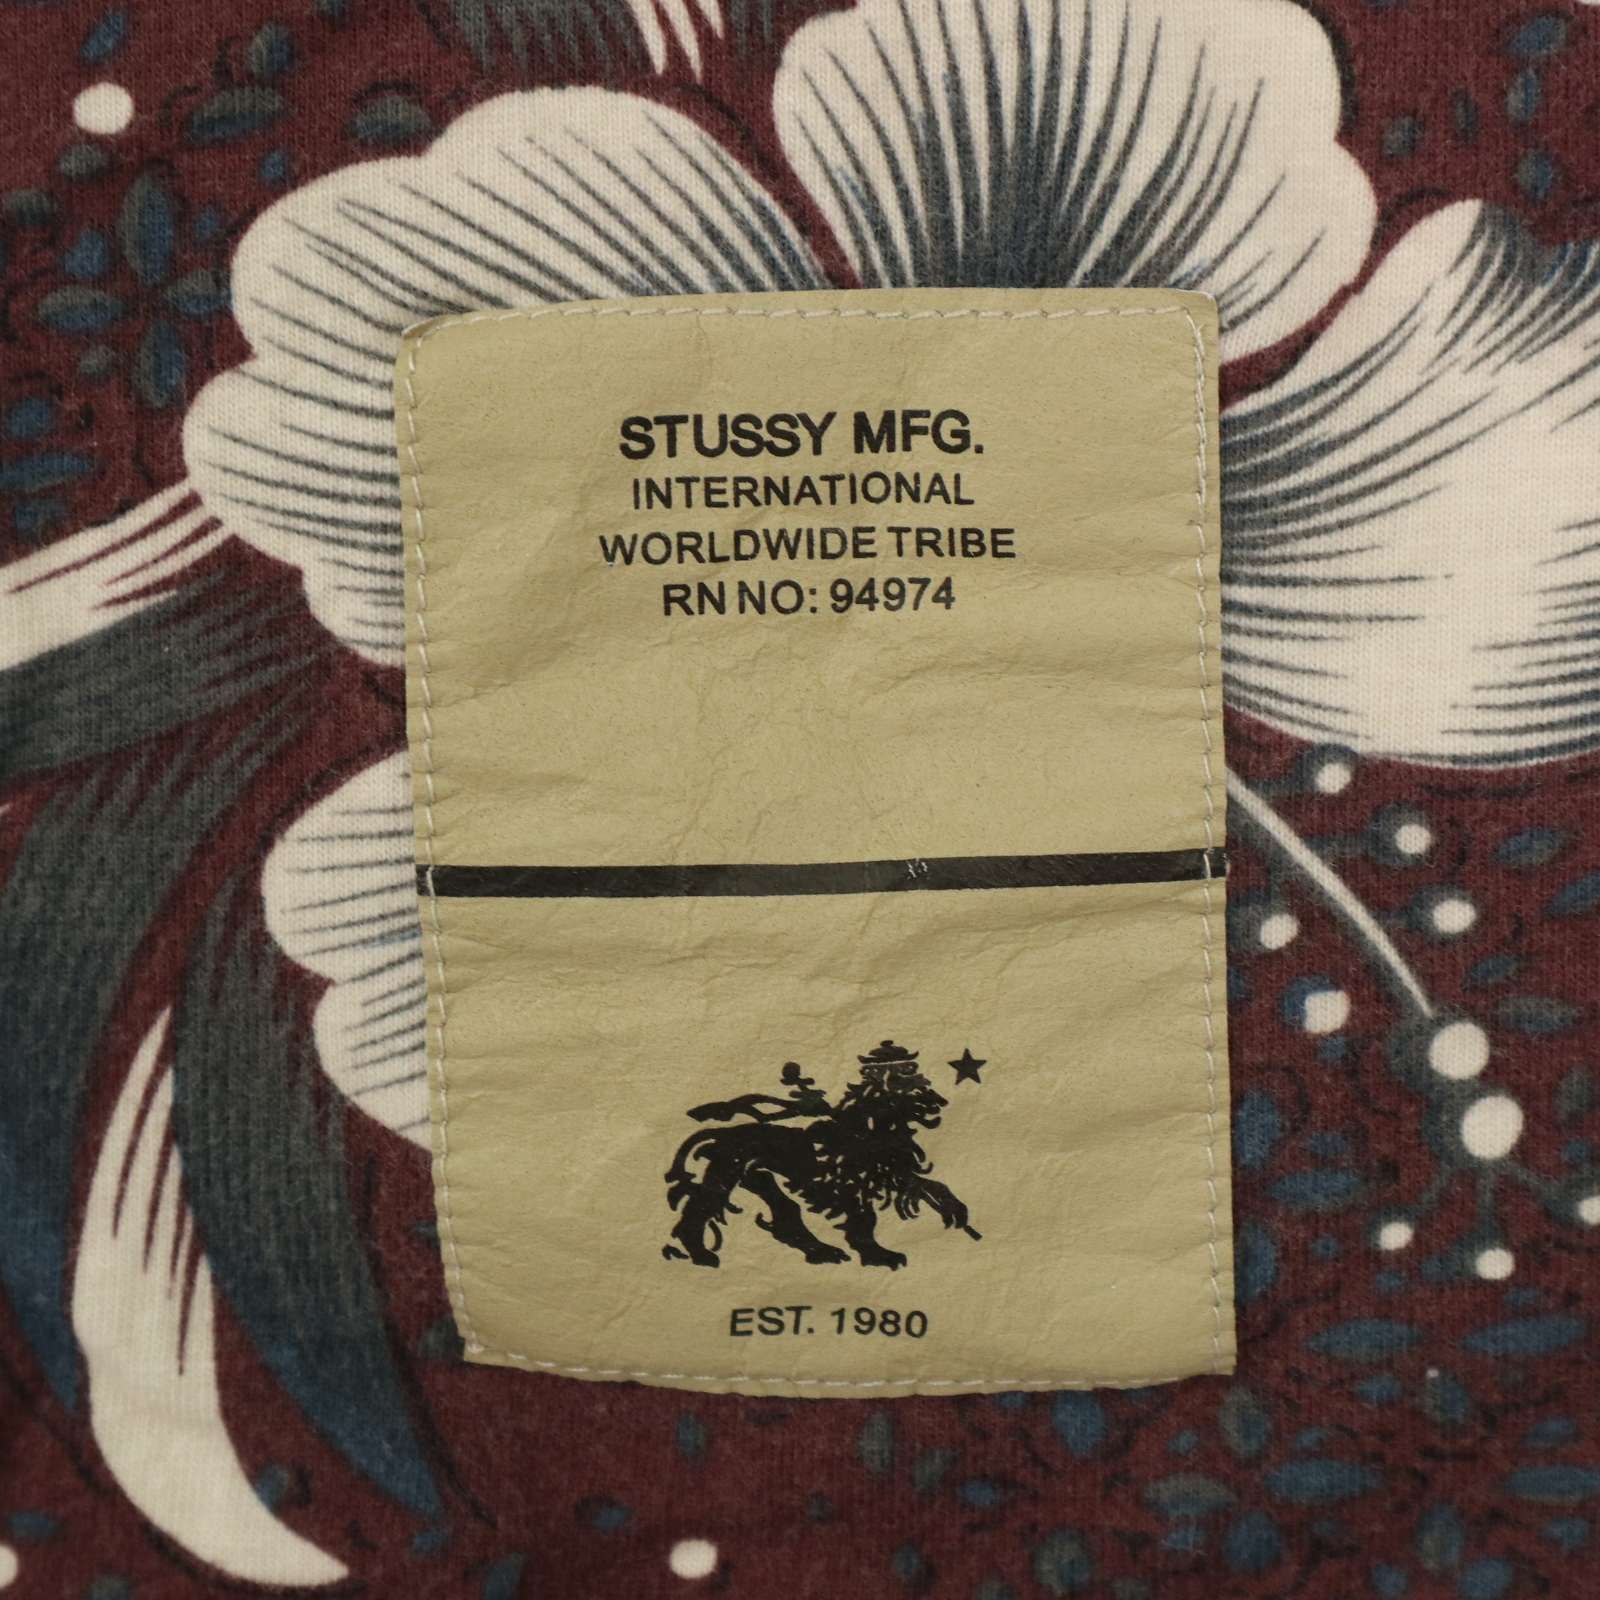 STUSSY MFG.
INTERNATIONAL
WORLDWIDE TRIBE
RN NO: 94974
EST. 1980